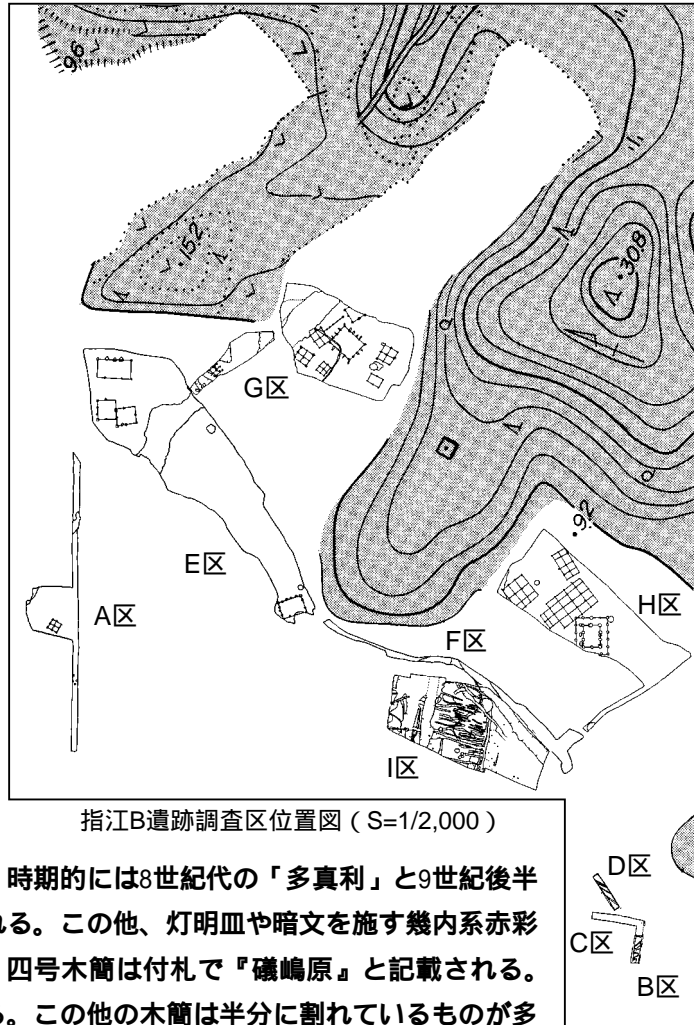 96
15.2
30.8
9.2
G区
E区
A区
H区
F区
I区
指江B遺跡調査区位置図（S=1/2,000）
D区
C区
B区
時期的には8世紀代の「多真利」と9世紀後半
れる。この他、灯明皿や暗文を施す幾内系赤彩
四号木簡は付札で『礒嶋原』と記載される。
る。この他の木簡は半分に割れているものが多